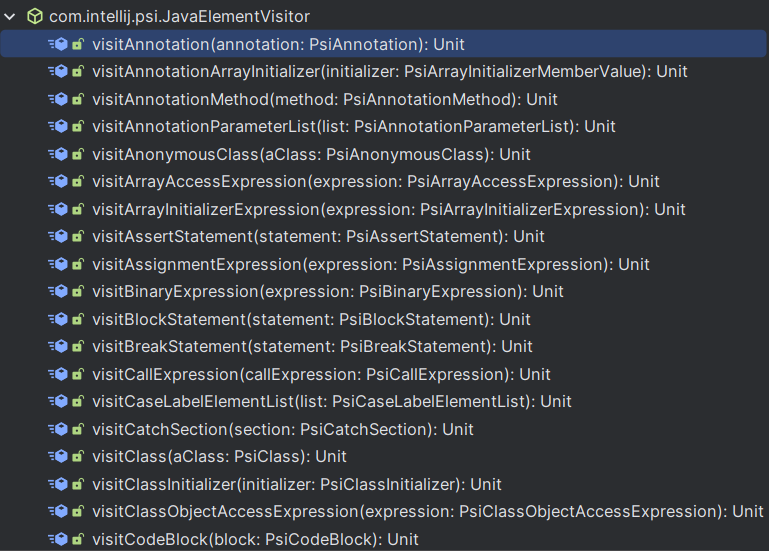 com.intellij.psi.JavaElementVisitor
visitAnnotation(annotation: PsiAnnotation): Unit
visitAnnotationArrayInitializer(initializer: PsiArrayInitializerMemberValue): Unit
visitAnnotationMethod(method: PsiAnnotationMethod): Unit
visitAnnotationParameterList(list: PsiAnnotationParameterList): Unit
visitAnonymousClass(aClass: PsiAnonymousClass): Unit
visitArrayAccessExpression(expression: PsiArrayAccessExpression): Unit
visitArrayInitializerExpression(expression: PsiArrayInitializerExpression): Unit
visitAssertStatement(statement: PsiAssertStatement): Unit
visitAssignmentExpression(expression: PsiAssignmentExpression): Unit
visitBinaryExpression(expression: PsiBinaryExpression): Unit
visitBlockStatement(statement: PsiBlockStatement): Unit
visitBreakStatement(statement: PsiBreakStatement): Unit
visitCallExpression(callExpression: PsiCallExpression): Unit
visitCaseLabelElementList(list: PsiCaseLabelElementList): Unit
visitCatchSection(section: PsiCatchSection): Unit
visitClass(aClass: PsiClass): Unit
visitClassInitializer(initializer: PsiClassInitializer): Unit
visitClassObjectAccessExpression(expression: PsiClassObjectAccessExpression): Unit
visitCodeBlock(block: PsiCodeBlock): Unit